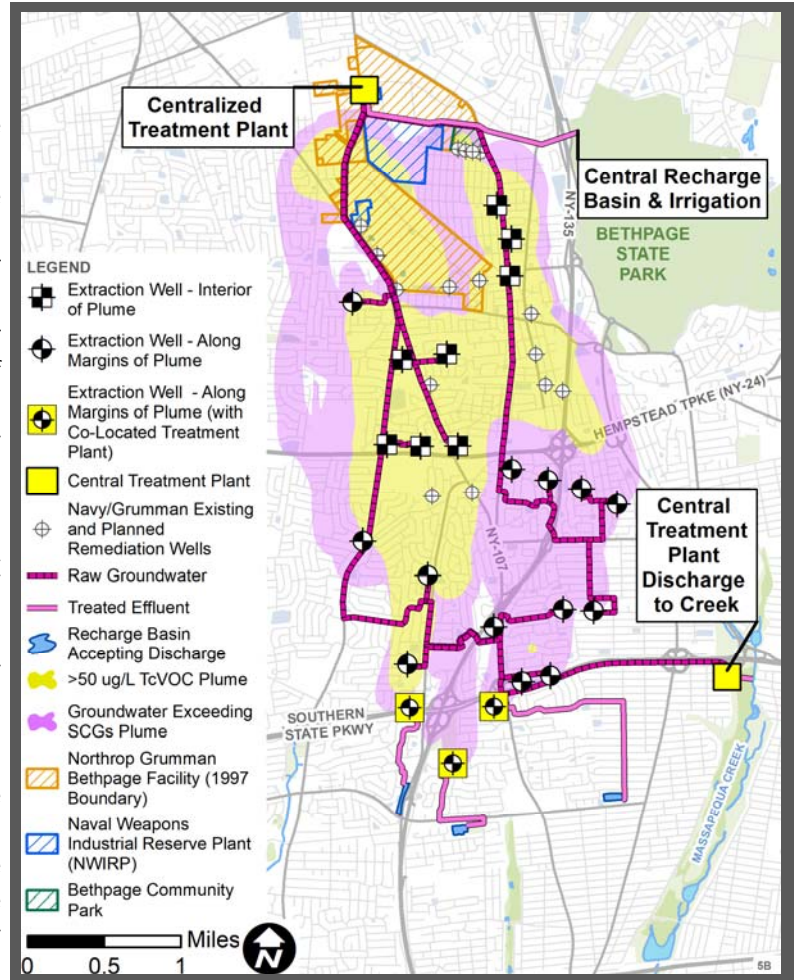 Centralized
Treatment Plant
Central Recharge
Basin & Irrigation
NY-135
BETHPAGE
STATE
PARK
LEGEND
Extraction Well - Interior
of Plume
Extraction Well - Along
Margins of Plume
Extraction Well - Along
Margins of Plume (with
Co-Located Treatment
Plant)
Central Treatment Plant
Navy/Grumman Existing
and Planned
Remediation Wells
Raw Groundwater
Treated Effluent
Recharge Basin
Accepting Discharge
>50 ug/L TcVOC Plume
Groundwater Exceeding
SCGs Plume
Northrop Grumman
Bethpage Facility (1997
Boundary)
Naval Weapons
Industrial Reserve Plant
(NWIRP)
Bethpage Community
Park
Miles
0 0.5 1
N
HEMPSTEAD TPKE (NY-24)
Central
Treatment
Plant
Discharge
to Creek
NY-107
SOUTHERN
STATE PKWY
MASSAPEQUA CREEK
5B